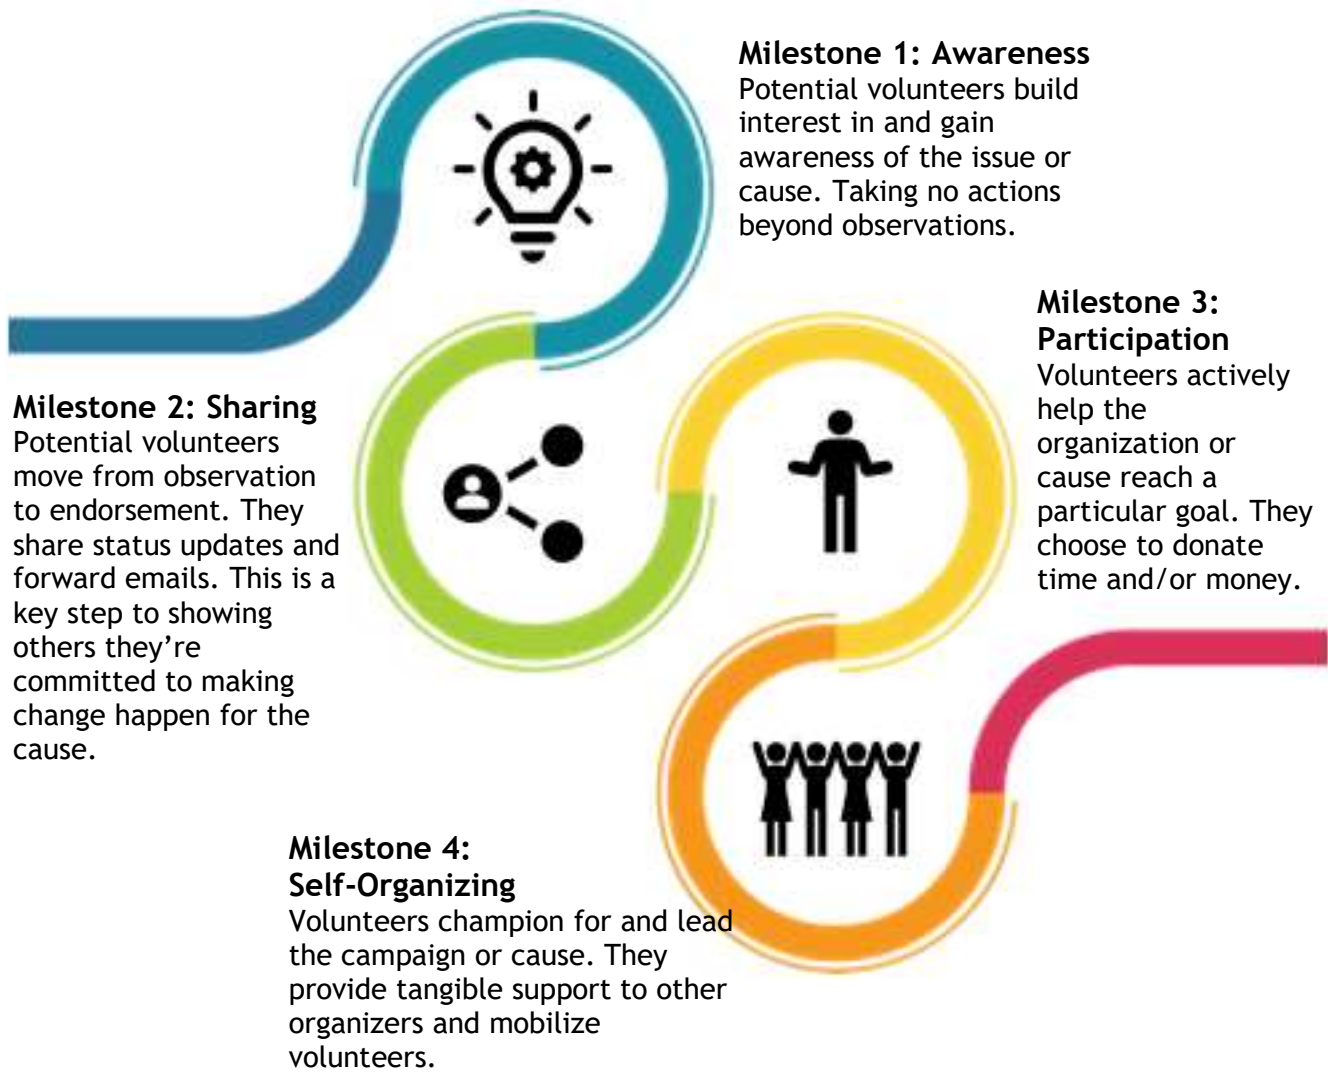 Milestone 1: Awareness
Potential volunteers build
interest in and gain
awareness of the issue or
cause. Taking no actions
beyond observations.
Milestone 2: Sharing
Potential volunteers
move from observation
to endorsement. They
share status updates and
forward emails. This is a
key step to showing
others they’re
committed to making
change happen for the
cause.
Milestone 3:
Participation
Volunteers actively
help the
organization or
cause reach a
particular goal. They
choose to donate
time and/or money.
Milestone 4:
Self-Organizing
Volunteers champion for and lead
the campaign or cause. They
provide tangible support to other
organizers and mobilize
volunteers.